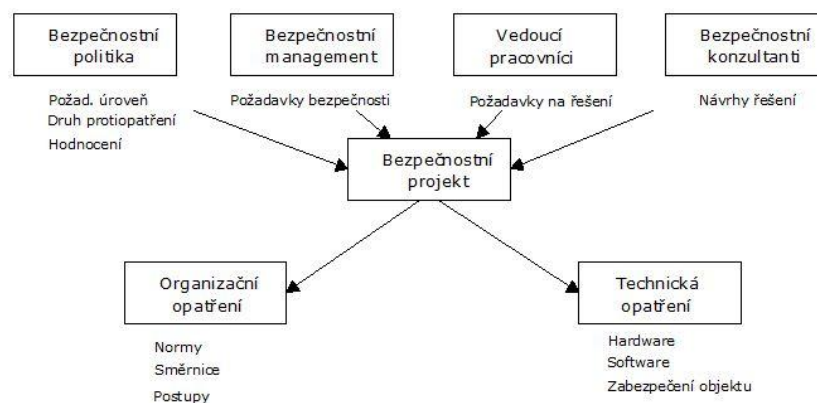 Bezpečnostní
politika
Bezpečnostní
management
Vedoucí
pracovníci
Bezpečnostní
konzultanti
Požad. úroveň
Druh protiopatření
Hodnocení
Požadavky bezpečnosti
Požadavky na řešení
Návrhy řešení
Bezpečnostní
projekt
Organizační
opatření
Technická
opatření
Normy
Směrnice
Postupy
Hardware
Software
Zabezpečení objektu